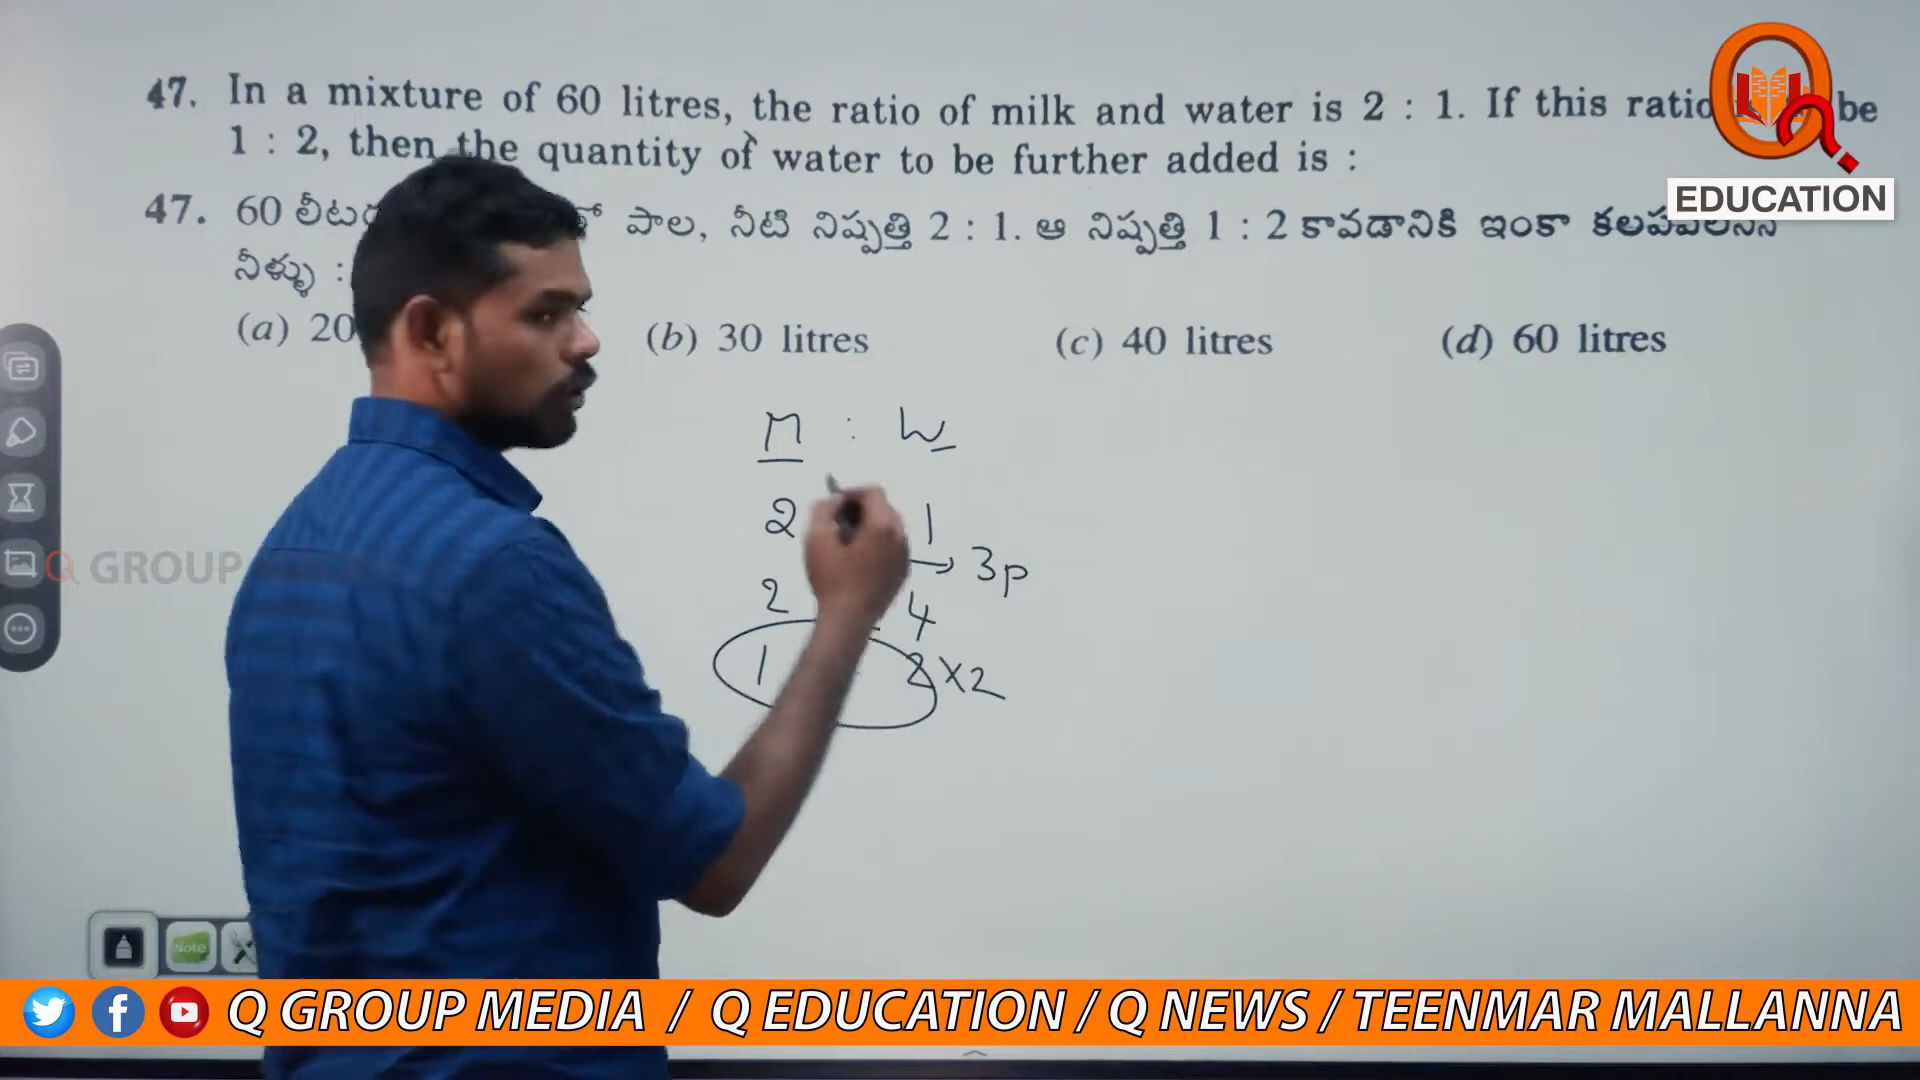 47. In a mixture of 60 litres, the ratio of milk and water is 2 : 1. If this ratio be
1 : 2, then the quantity of water to be further added is :
EDUCATION
47. 60 పాల, నీటి నిష్పత్తి 2 : 1. ఆ నిష్పత్తి 1 : 2 కావడానికి ఇంకా
నీళ్ళు :
(a) 20 (b) 30 litres (c) 40 litres (d) 60 litres
M : W
2 1
→ 3p
2 4
1 2 x 2
Q GROUP
Note
Q GROUP MEDIA / Q EDUCATION / Q NEWS / TEENMAR MALLANNA